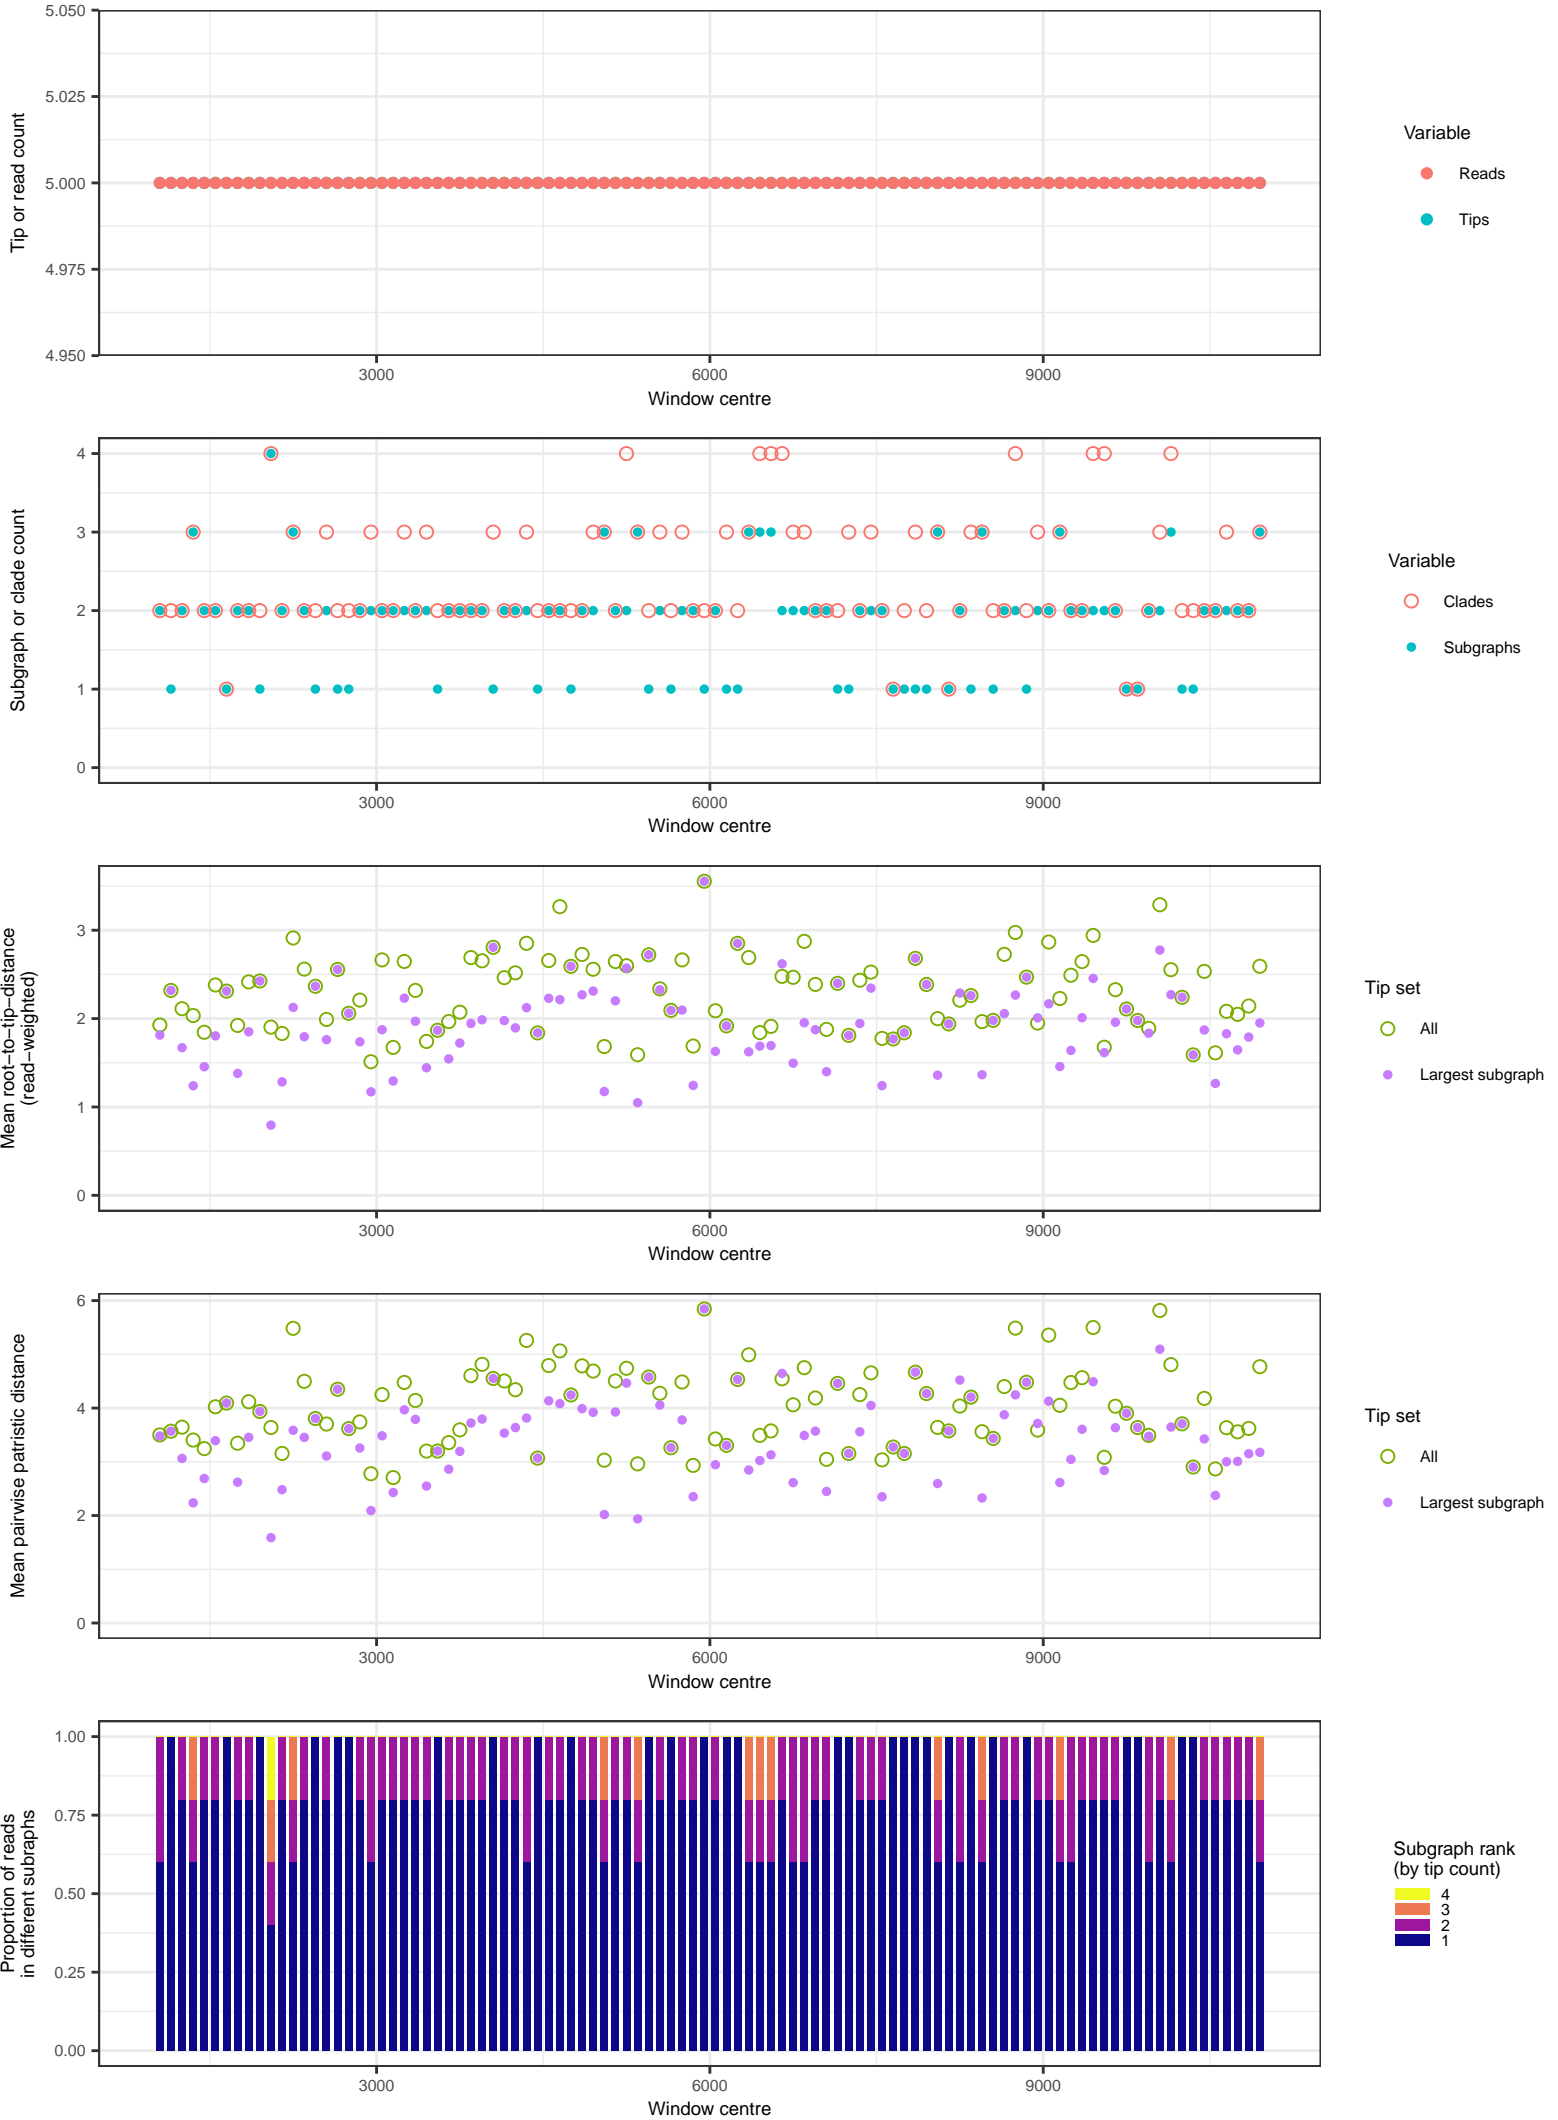 5.050
5.025
5.000
4.975
4.950
Tip or read count
3000 6000 9000
Window centre
Variable
Reads
Tips
4
3
2
1
0
Subgraph or clade count
3000 6000 9000
Window centre
Variable
Clades
Subgraphs
3
2
1
0
Mean root−to−tip−distance
(read−weighted)
3000 6000 9000
Window centre
Tip set
All
Largest subgraph
6
4
2
0
Mean pairwise patristic distance
3000 6000 9000
Window centre
Tip set
All
Largest subgraph
1.00
0.75
0.50
0.25
0.00
Proportion of reads
in different subraphs
3000 6000 9000
Window centre
Subgraph rank
(by tip count)
4
3
2
1